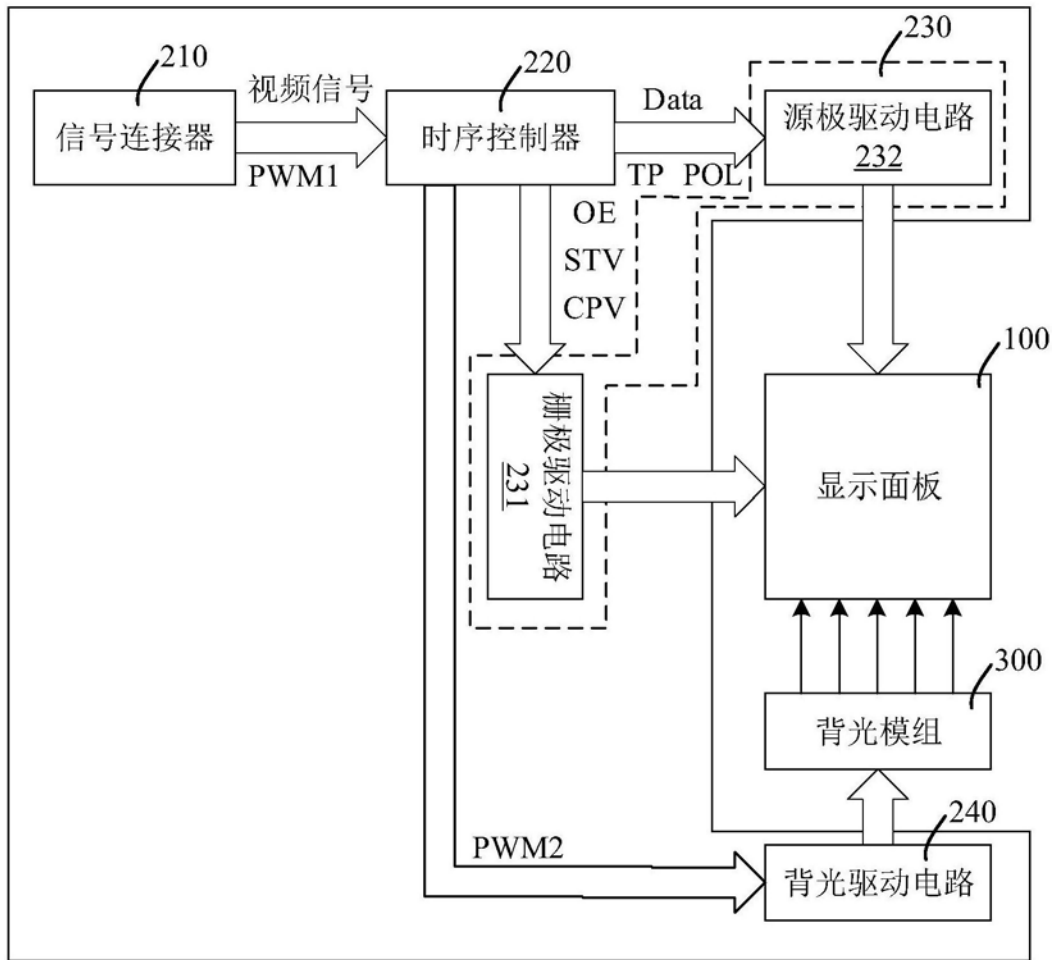 210
220
230
视频信号
Data
信号连接器
时序控制器
源极驱动电路
232
PWM1
TP POL
OE
STV
CPV
100
栅极驱动电路
231
显示面板
300
背光模组
240
PWM2
背光驱动电路